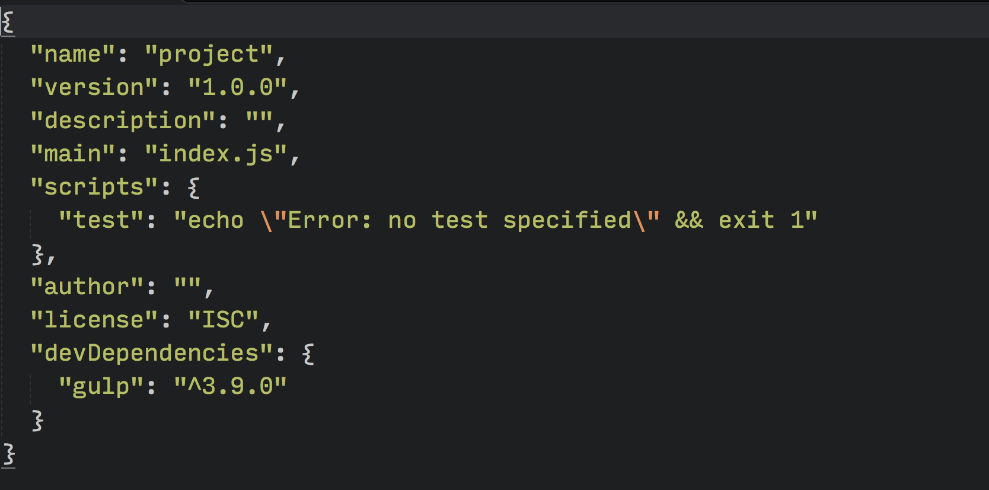 {
  "name": "project",
  "version": "1.0.0",
  "description": "",
  "main": "index.js",
  "scripts": {
    "test": "echo \"Error: no test specified\" && exit 1"
  },
  "author": "",
  "license": "ISC",
  "devDependencies": {
    "gulp": "^3.9.0"
  }
}